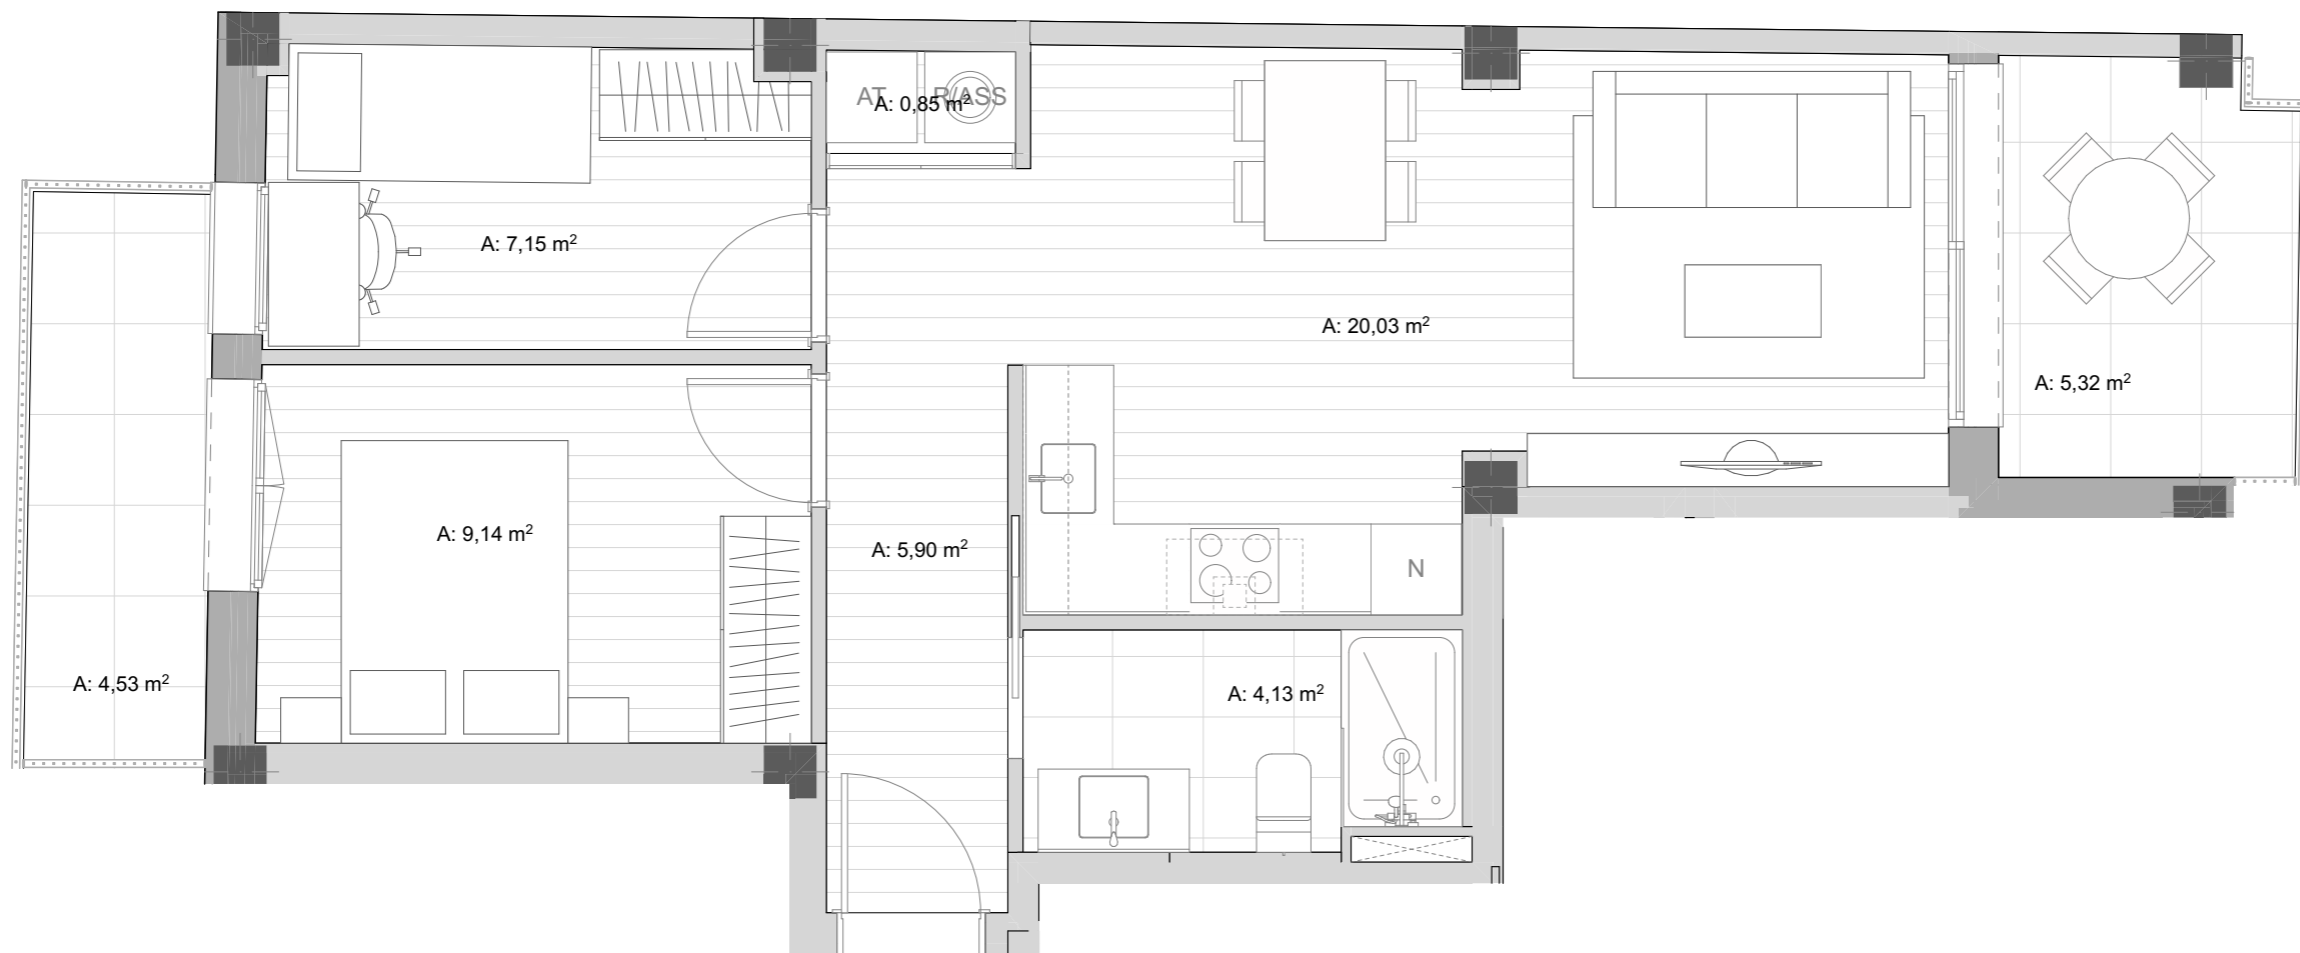 AT
R/ASS
A: 0,85 m²
A: 7,15 m²
A: 20,03 m²
A: 5,32 m²
A: 9,14 m²
A: 5,90 m²
N
A: 4,53 m²
A: 4,13 m²